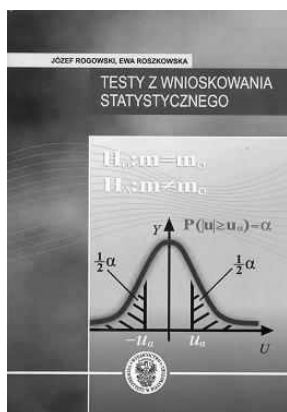 JÓZEF ROGOWSKI, EWA ROSZKOWSKA
TESTY Z WNIOSKOWANIA
STATYSTYCZNEGO
H₀:m=m₀
H₁:m≠m₀
P(|u|≥uα)=α
Y
½α
½α
-uα
uα
U